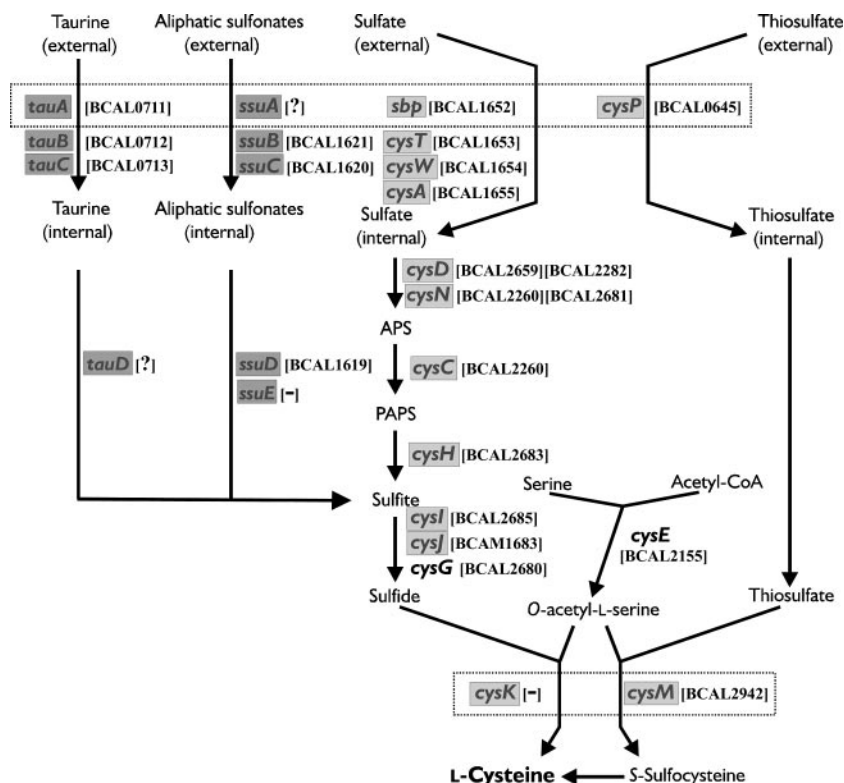 Taurine (external)
Aliphatic sulfonates (external)
Sulfate (external)
Thiosulfate (external)
tauA [BCAL0711]
ssuA [?]
sbp [BCAL1652]
cysP [BCAL0645]
tauB [BCAL0712]
ssuB [BCAL1621]
cysT [BCAL1653]
tauC [BCAL0713]
ssuC [BCAL1620]
cysW [BCAL1654]
cysA [BCAL1655]
Taurine (internal)
Aliphatic sulfonates (internal)
Sulfate (internal)
Thiosulfate (internal)
cysD [BCAL2659][BCAL2282]
cysN [BCAL2260][BCAL2681]
APS
tauD [?]
ssuD [BCAL1619]
cysC [BCAL2260]
ssuE [-]
PAPS
cysH [BCAL2683]
Serine
Acetyl-CoA
Sulfite
cysI [BCAL2685]
cysJ [BCAM1683]
cysG [BCAL2680]
cysE
[BCAL2155]
Sulfide
O-acetyl-L-serine
Thiosulfate
cysK [-]
cysM [BCAL2942]
L-Cysteine
S-Sulfocysteine